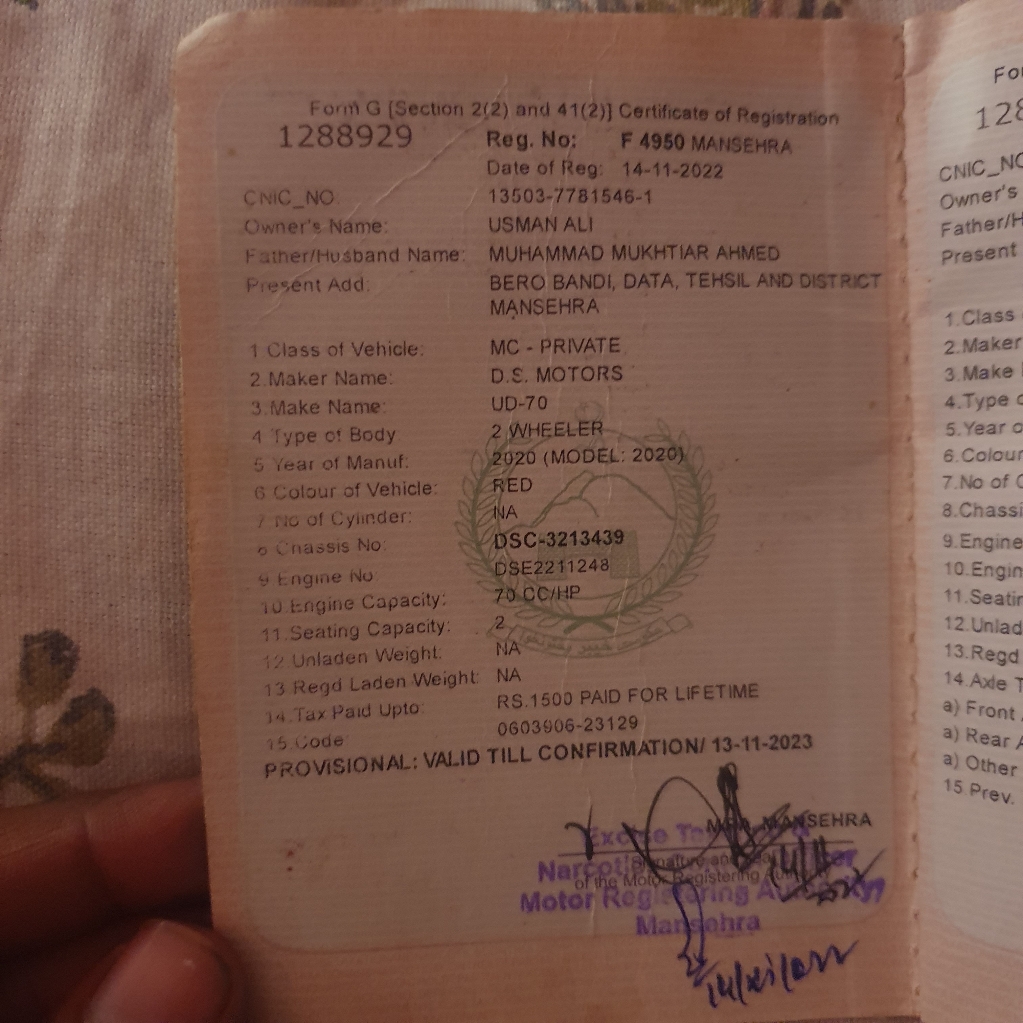 Form G [Section 2(2) and 41(2)] Certificate of Registration
1288929 Reg. No: F 4950 MANSEHRA
Date of Reg: 14-11-2022
CNIC_NO. 13503-7781546-1
Owner's Name: USMAN ALI
Father/Husband Name: MUHAMMAD MUKHTIAR AHMED
Present Add: BERO BANDI, DATA, TEHSIL AND DISTRICT
MANSEHRA
1 Class of Vehicle: MC - PRIVATE
2.Maker Name: D.S. MOTORS
3.Make Name: UD-70
4 Type of Body 2 WHEELER
5 Year of Manuf: 2020 (MODEL: 2020)
6 Colour of Vehicle: RED
7 No of Cylinder: NA
8 Chassis No: DSC-3213439
9 Engine No DSE2211248
10.Engine Capacity: 70 CC/HP
11.Seating Capacity: 2
12 Unladen Weight: NA
13 Regd Laden Weight: NA
14.Tax Paid Upto: RS.1500 PAID FOR LIFETIME
15.Code 0603906-23129
PROVISIONAL: VALID TILL CONFIRMATION/ 13-11-2023
MRA MANSEHRA
Excise
Signature and
of the Motor Registering
Motor Registering Authority
Mansehra
128
CNIC_NO
Owner's
Father/H
Present
1.Class
2.Maker
3.Make
4.Type
5.Year
6.Colour
7.No of
8.Chassi
9.Engine
10.Engin
11.Seatin
12.Unlad
13.Regd
14.Axle T
a) Front
a) Rear
a) Other
15.Prev.